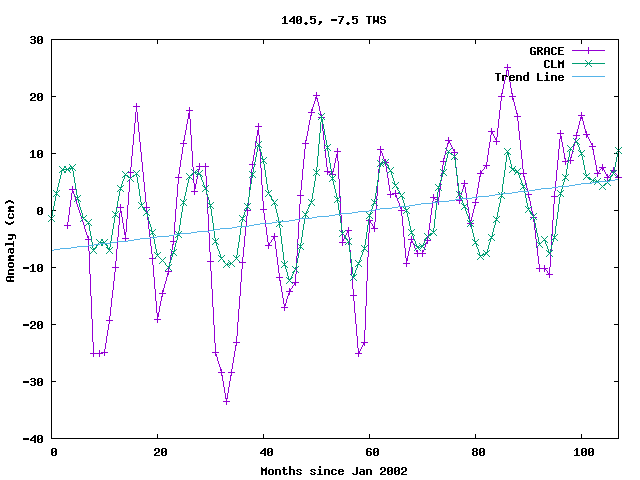 140.5, -7.5 TWS
GRACE
CLM
Trend Line
30
20
10
0
-10
-20
-30
-40
Anomaly (cm)
0 20 40 60 80 100
Months since Jan 2002